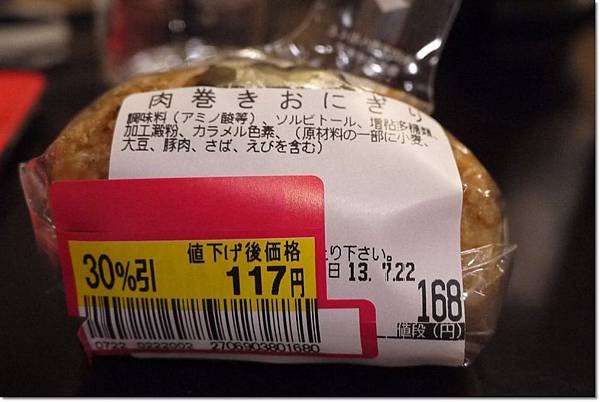 肉巻きおにぎり
調味料（アミノ酸等）、ソルビトール、増粘多糖類、
加工澱粉、カラメル色素、（原材料の一部に小麦、
大豆、豚肉、さば、えびを含む）
り下さい。
日 13. 7.22
168
値段（円）
値下げ後価格
30%引 117円
2706903801680